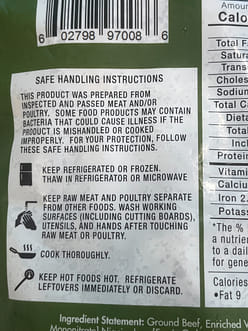 6 02798 97008 6
SAFE HANDLING INSTRUCTIONS
THIS PRODUCT WAS PREPARED FROM
INSPECTED AND PASSED MEAT AND/OR
POULTRY. SOME FOOD PRODUCTS MAY CONTAIN
BACTERIA THAT COULD CAUSE ILLNESS IF THE
PRODUCT IS MISHANDLED OR COOKED
IMPROPERLY. FOR YOUR PROTECTION, FOLLOW
THESE SAFE HANDLING INSTRUCTIONS.
KEEP REFRIGERATED OR FROZEN.
THAW IN REFRIGERATOR OR MICROWAVE
KEEP RAW MEAT AND POULTRY SEPARATE
FROM OTHER FOODS. WASH WORKING
SURFACES (INCLUDING CUTTING BOARDS),
UTENSILS, AND HANDS AFTER TOUCHING
RAW MEAT OR POULTRY.
COOK THOROUGHLY.
KEEP HOT FOODS HOT. REFRIGERATE
LEFTOVERS IMMEDIATELY OR DISCARD.
Amoun
Calo
Total F
Satura
Trans
Choles
Sodium
Total C
Dieta
Total
Incl
Protein
Vitami
Calciu
Iron 2.
Potas
*The %
a nutrie
to a dail
for gene
Calories
•Fat 9
Ingredient Statement: Ground Beef, Enriched